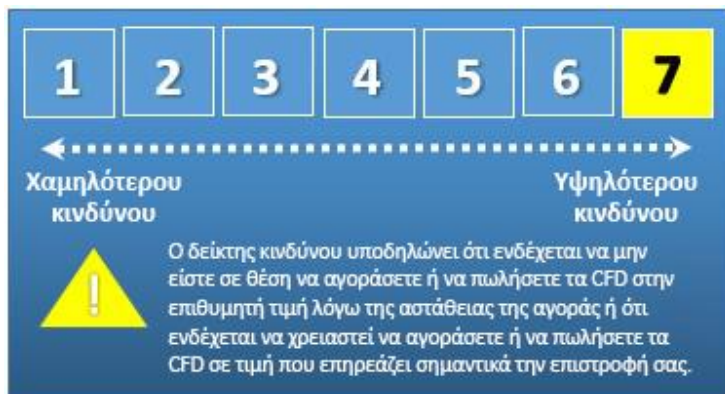 1 2 3 4 5 6 7
Χαμηλότερου Υψηλότερου
κινδύνου κινδύνου
!
Ο δείκτης κινδύνου υποδηλώνει ότι ενδέχεται να μην
είστε σε θέση να αγοράσετε ή να πωλήσετε τα CFD στην
επιθυμητή τιμή λόγω της αστάθειας της αγοράς ή ότι
ενδέχεται να χρειαστεί να αγοράσετε ή να πωλήσετε τα
CFD σε τιμή που επηρεάζει σημαντικά την επιστροφή σας.